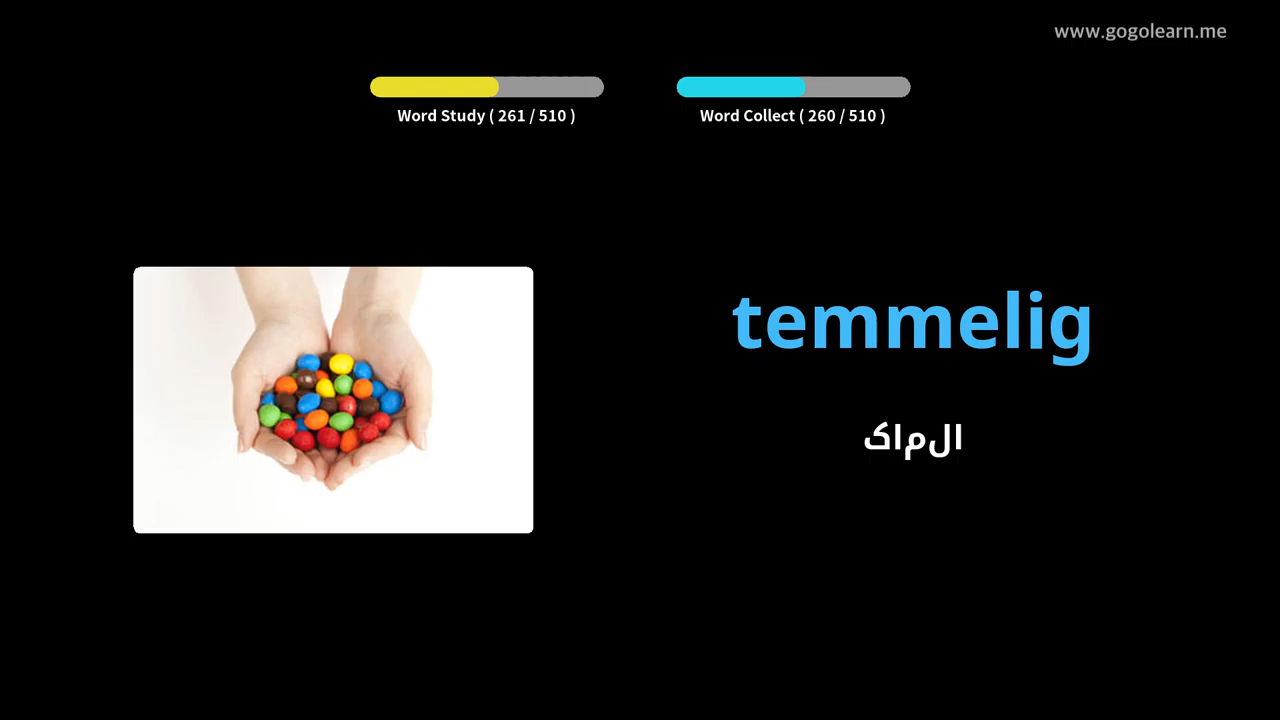 www.gogolearn.me
Word Study ( 261 / 510 )
Word Collect ( 260 / 510 )
temmelig
الماک